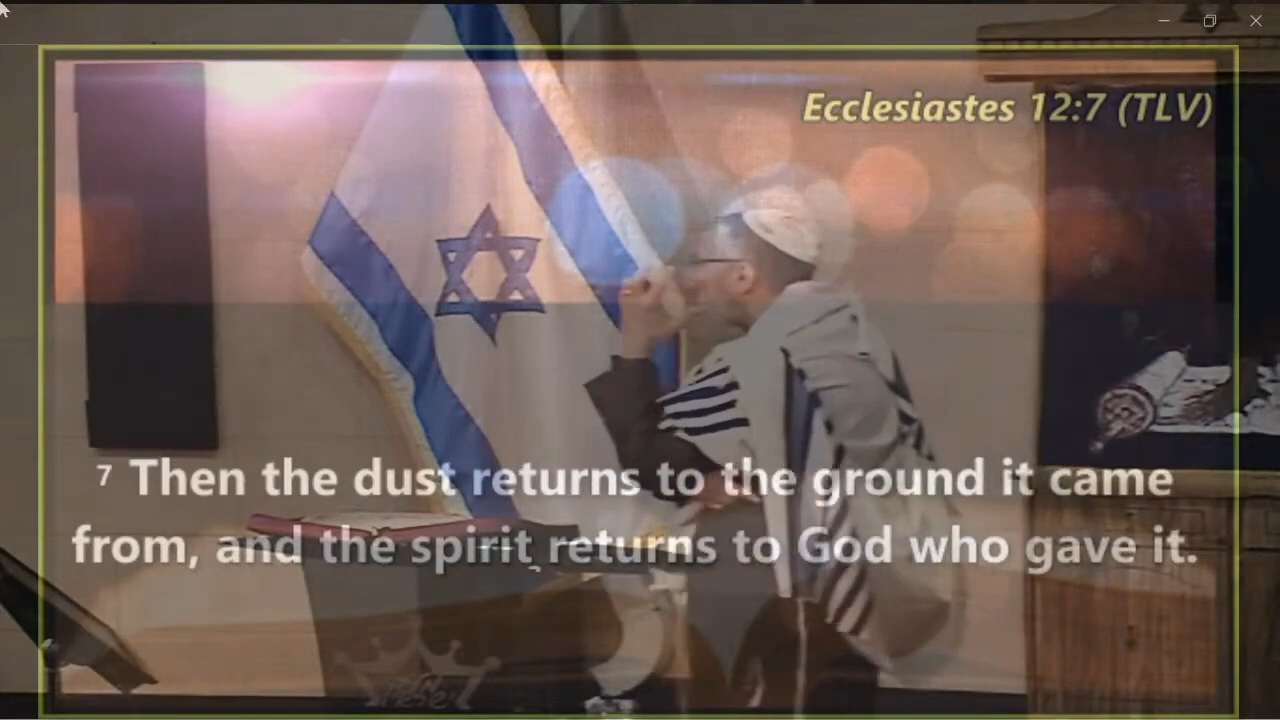 Ecclesiastes 12:7 (TLV)
7 Then the dust returns to the ground it came
from, and the spirit returns to God who gave it.